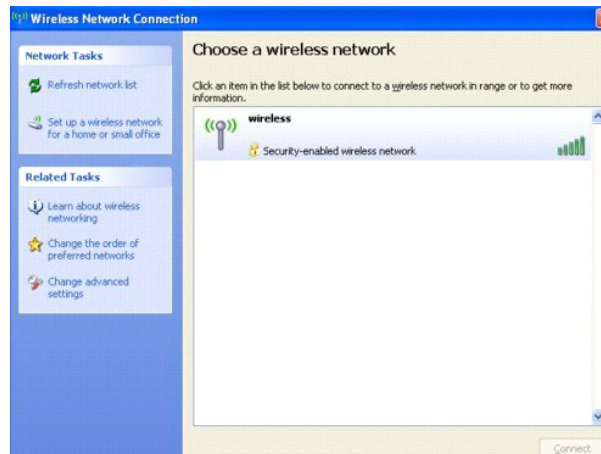 Wireless Network Connection
Network Tasks
Refresh network list
Set up a wireless network
for a home or small office
Related Tasks
Learn about wireless
networking
Change the order of
preferred networks
Change advanced
settings
Choose a wireless network
Click an item in the list below to connect to a wireless network in range or to get more
information.
wireless
Security-enabled wireless network
Connect